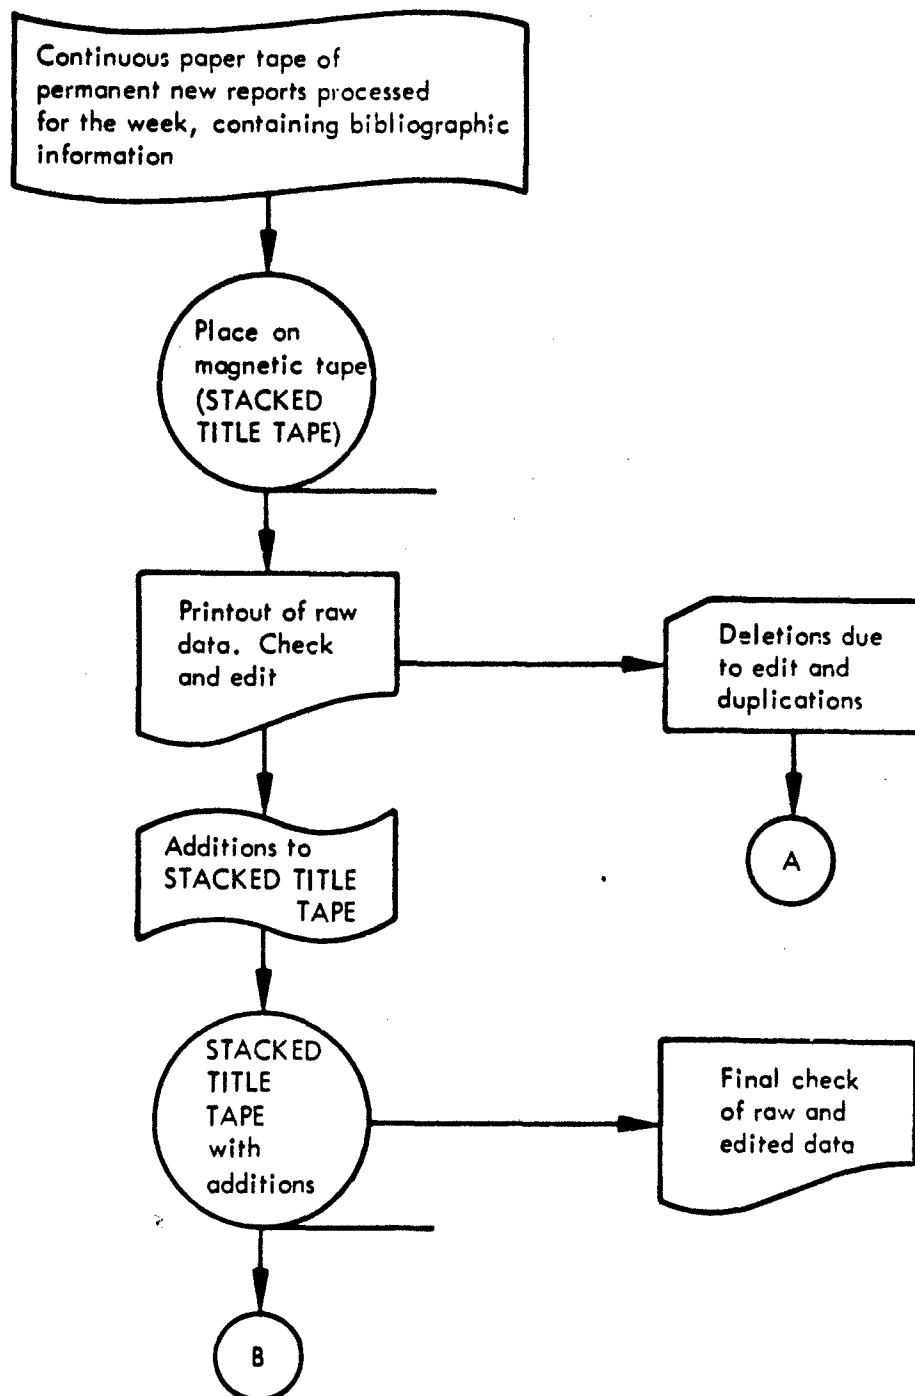 Continuous paper tape of
permanent new reports processed
for the week, containing bibliographic
information
Place on
magnetic tape
(STACKED
TITLE TAPE)
Printout of raw
data. Check
and edit
Deletions due
to edit and
duplications
A
Additions to
STACKED TITLE
TAPE
STACKED
TITLE
TAPE
with
additions
Final check
of raw and
edited data
B